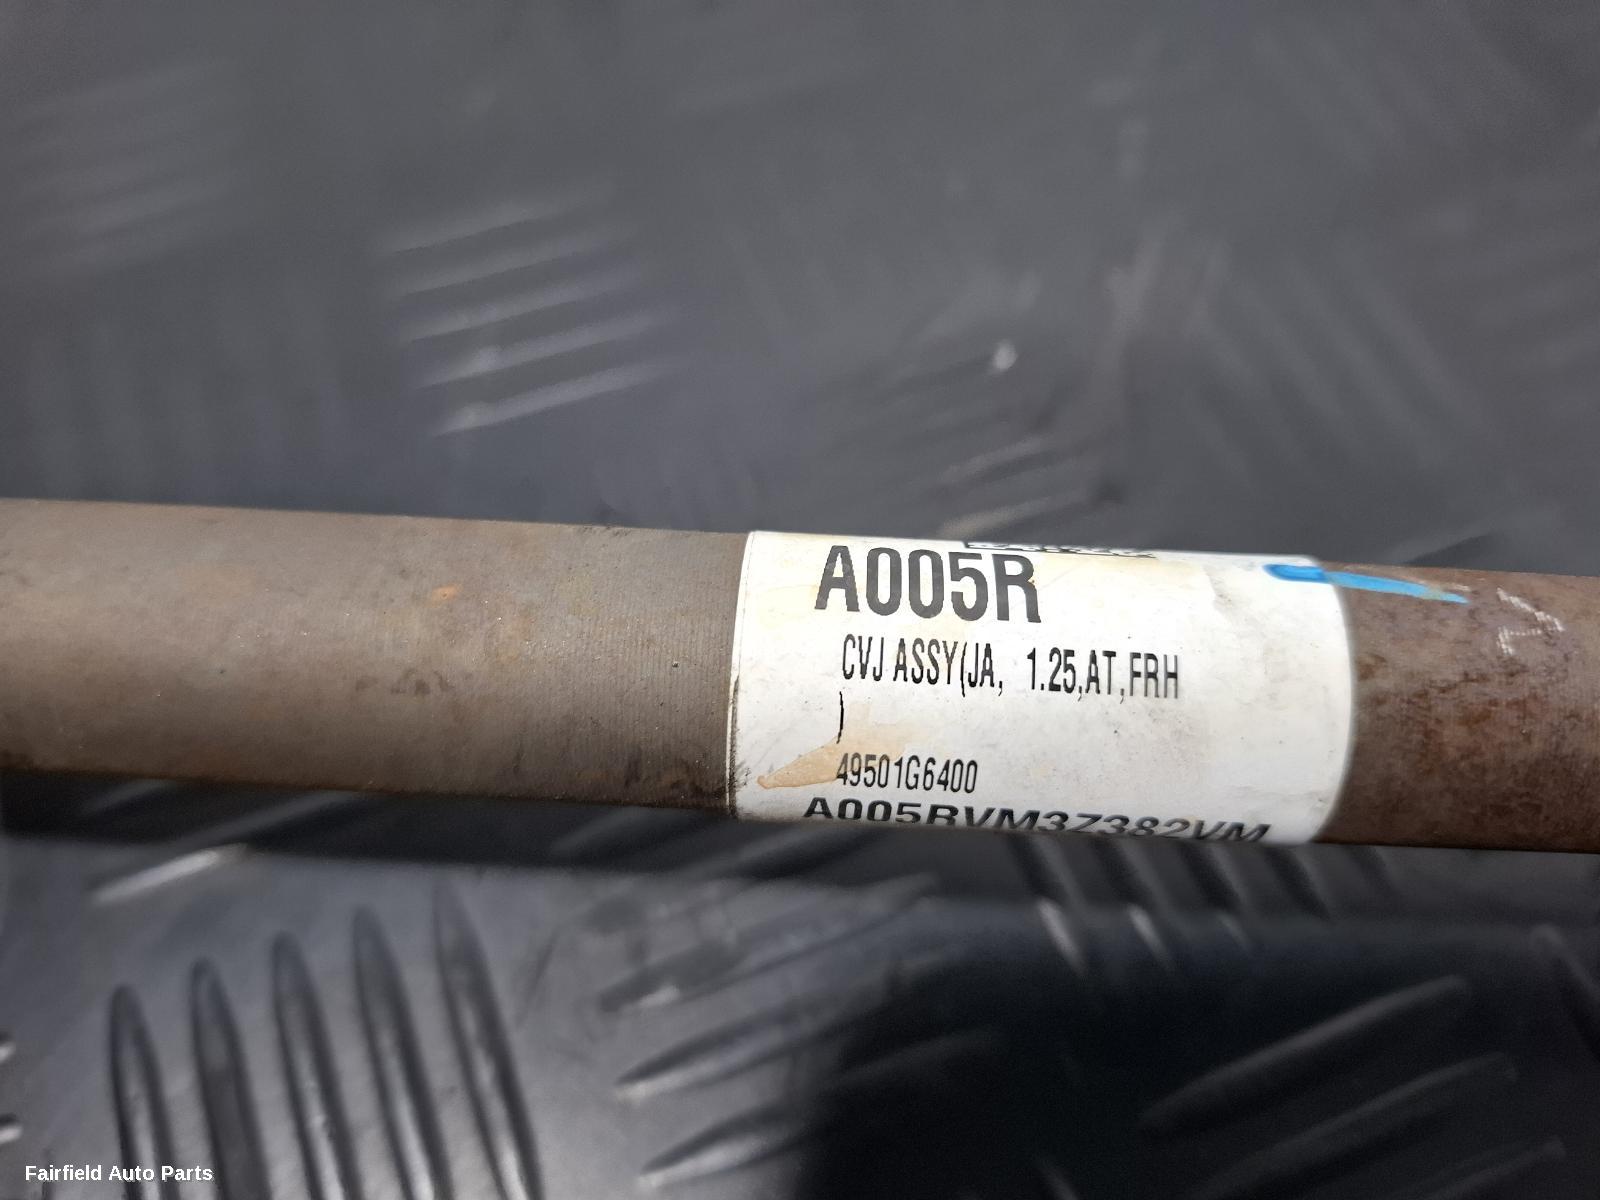 A005R
CVJ ASSY(JA, 1.25,AT,FRH
)
49501G6400
A005RVM3Z382VM
Fairfield Auto Parts